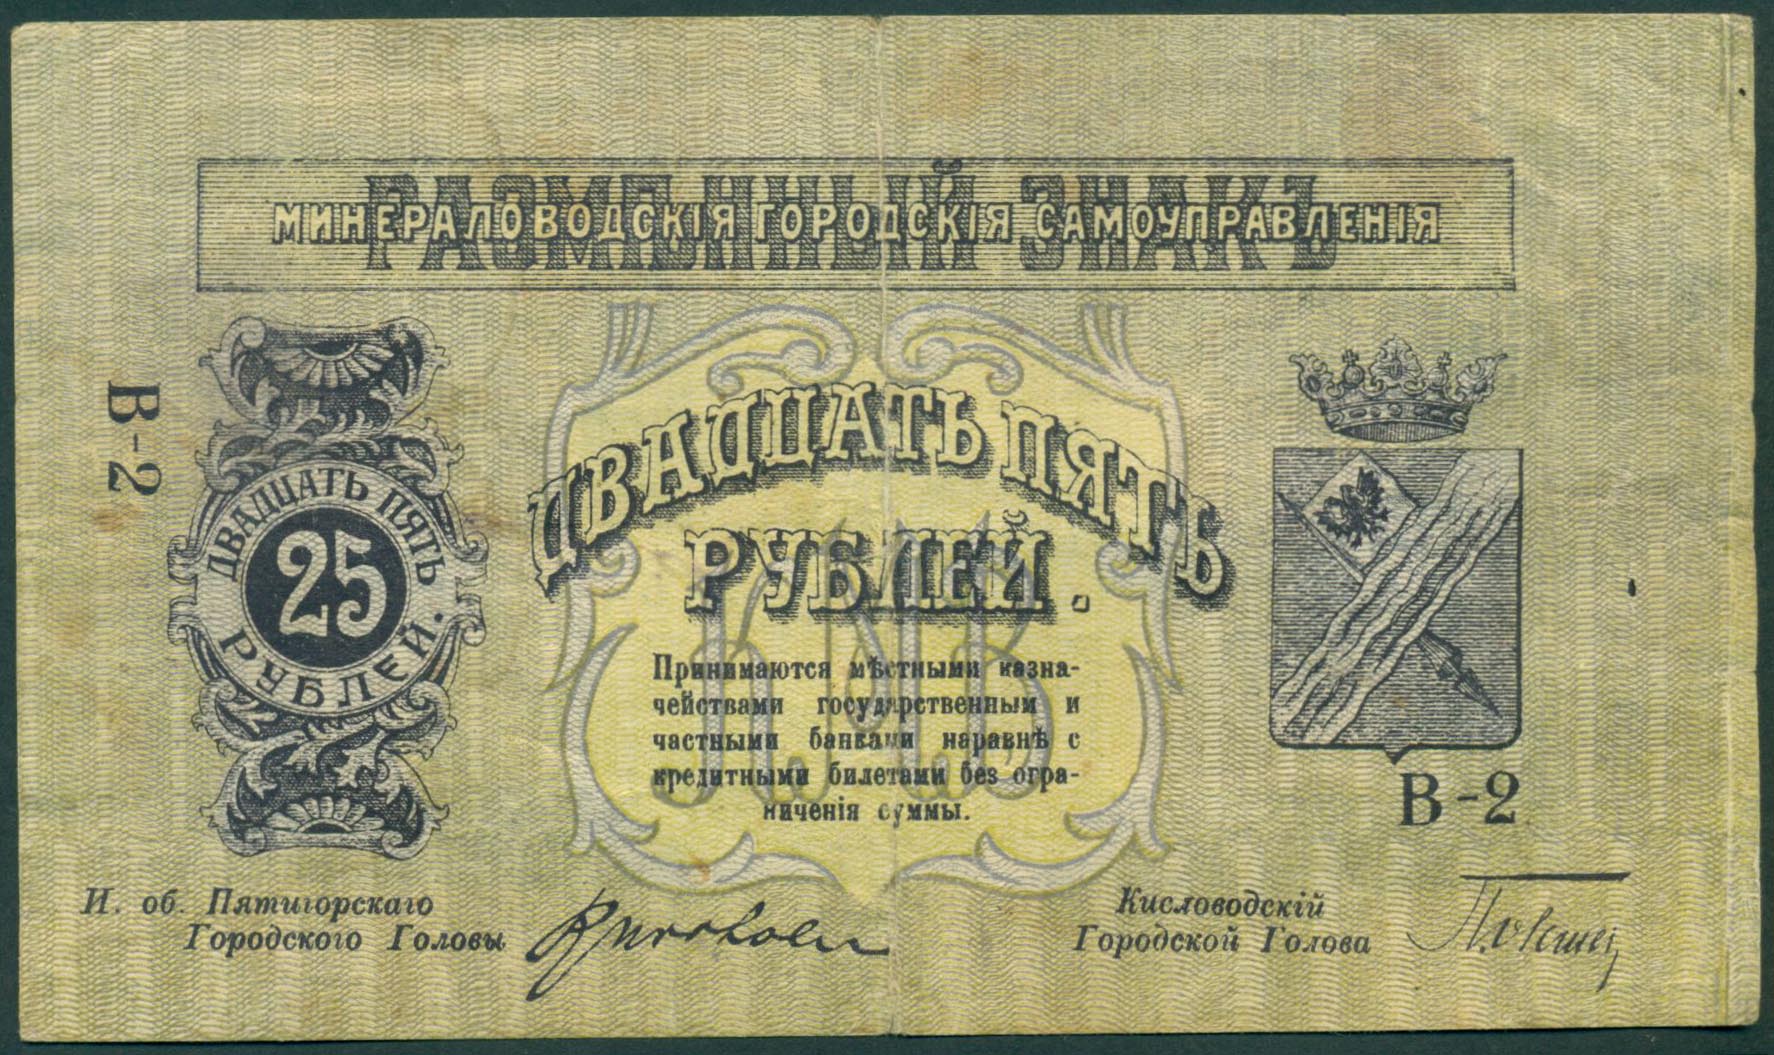 РАЗМѢННЫЙ ЗНАКЪ
МИНЕРАЛОВОДСКІЯ ГОРОДСКІЯ САМОУПРАВЛЕНІЯ
В-2
ДВАДЦАТЬ ПЯТЬ
25
РУБЛЕЙ.
ДВАДЦАТЬ ПЯТЬ
РУБЛЕЙ.
Принимаются мѣстными казна-
чействами государственным и
частными банками наравнѣ с
кредитными билетами без огра-
ниченія суммы.
В-2
И. об. Пятигорскаго
Городского Головы
Кисловодскій
Городской Голова